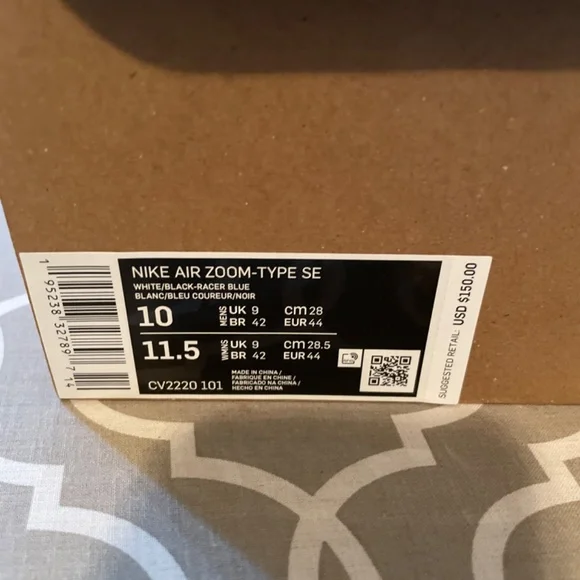 NIKE AIR ZOOM-TYPE SE
WHITE/BLACK-RACER BLUE
BLANC/BLEU COUREUR/NOIR
10 MENS UK 9 CM 28
BR 42 EUR 44
11.5 WMNS UK 9 CM 28.5
BR 42 EUR 44
MADE IN CHINA /
FABRIQUE EN CHINE /
FABRICADO NA CHINA /
HECHO EN CHINA
CV2220 101
1 95238 32789 7 14
SUGGESTED RETAIL: USD $150.00